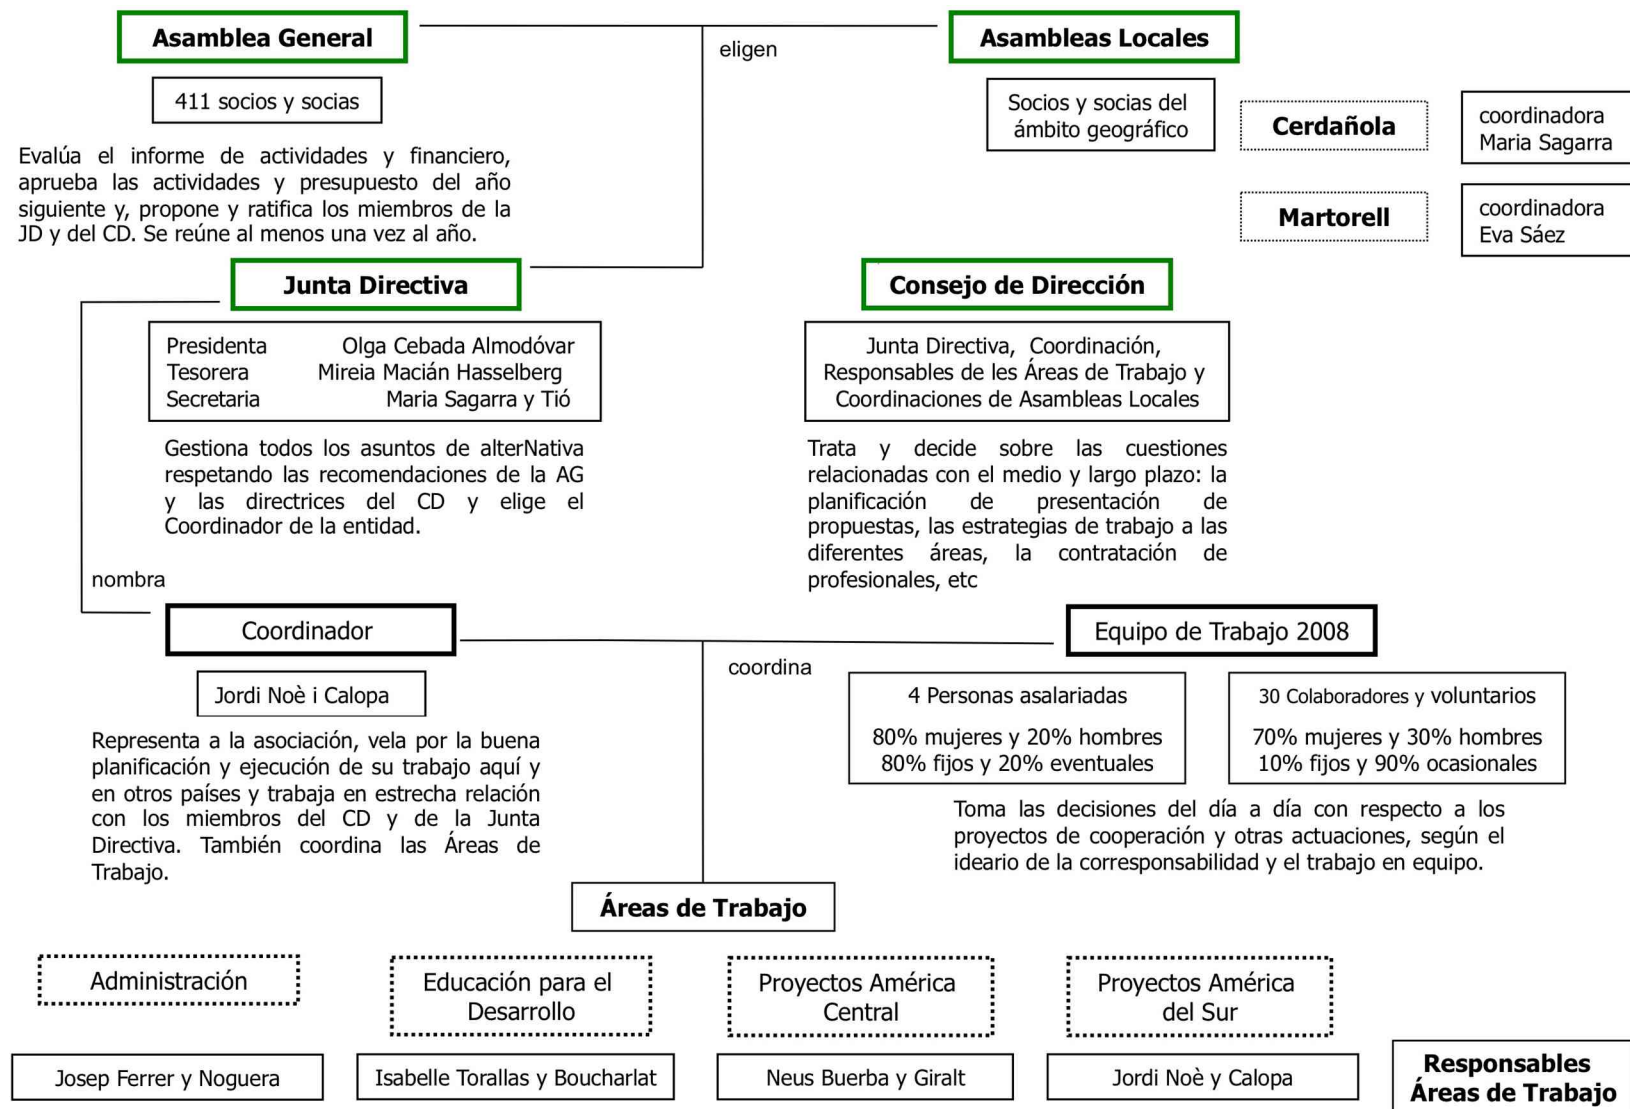 Asamblea General
eligen
Asambleas Locales
411 socios y socias
Socios y socias del
ámbito geográfico
Cerdañola
coordinadora
Maria Sagarra
Martorell
coordinadora
Eva Sáez
Evalúa el informe de actividades y financiero,
aprueba las actividades y presupuesto del año
siguiente y, propone y ratifica los miembros de la
JD y del CD. Se reúne al menos una vez al año.
Junta Directiva
Presidenta Olga Cebada Almodóvar
Tesorera Mireia Macián Hasselberg
Secretaria Maria Sagarra y Tió
Gestiona todos los asuntos de alterNativa
respetando las recomendaciones de la AG
y las directrices del CD y elige el
Coordinador de la entidad.
Consejo de Dirección
Junta Directiva, Coordinación,
Responsables de les Áreas de Trabajo y
Coordinaciones de Asambleas Locales
Trata y decide sobre las cuestiones
relacionadas con el medio y largo plazo: la
planificación de presentación de
propuestas, las estrategias de trabajo a las
diferentes áreas, la contratación de
profesionales, etc
nombra
Coordinador
Jordi Noè i Calopa
Representa a la asociación, vela por la buena
planificación y ejecución de su trabajo aquí y
en otros países y trabaja en estrecha relación
con los miembros del CD y de la Junta
Directiva. También coordina las Áreas de
Trabajo.
coordina
Equipo de Trabajo 2008
4 Personas asalariadas
80% mujeres y 20% hombres
80% fijos y 20% eventuales
30 Colaboradores y voluntarios
70% mujeres y 30% hombres
10% fijos y 90% ocasionales
Toma las decisiones del día a día con respecto a los
proyectos de cooperación y otras actuaciones, según el
ideario de la corresponsabilidad y el trabajo en equipo.
Áreas de Trabajo
Administración
Educación para el
Desarrollo
Proyectos América
Central
Proyectos América
del Sur
Josep Ferrer y Noguera
Isabelle Torallas y Boucharlat
Neus Buerba y Giralt
Jordi Noè y Calopa
Responsables
Áreas de Trabajo